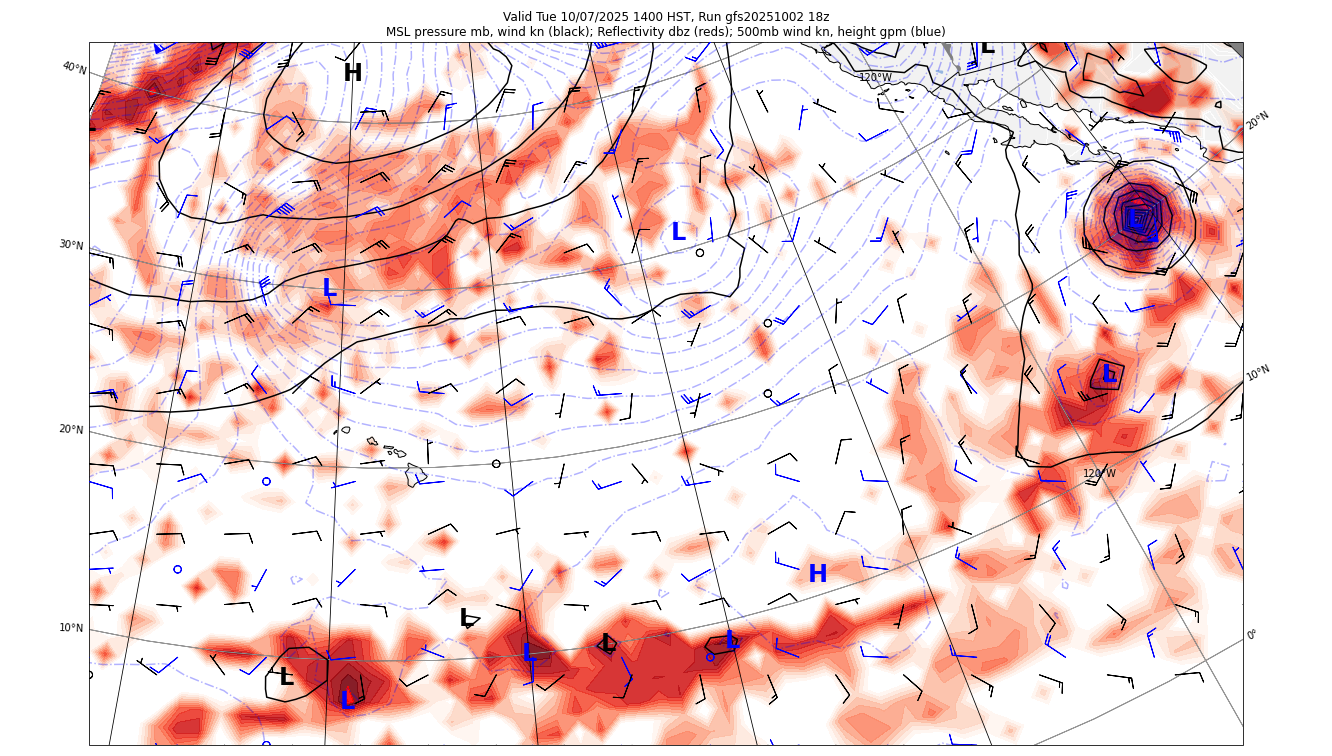 Valid Tue 10/07/2025 1400 HST, Run gfs20251002 18z
MSL pressure mb, wind kn (black); Reflectivity dbz (reds); 500mb wind kn, height gpm (blue)
L
40°N
H
120°W
20°N
L
L
30°N
L
L
10°N
20°N
120°W
H
L
10°N
L
L
L
0°
L
L